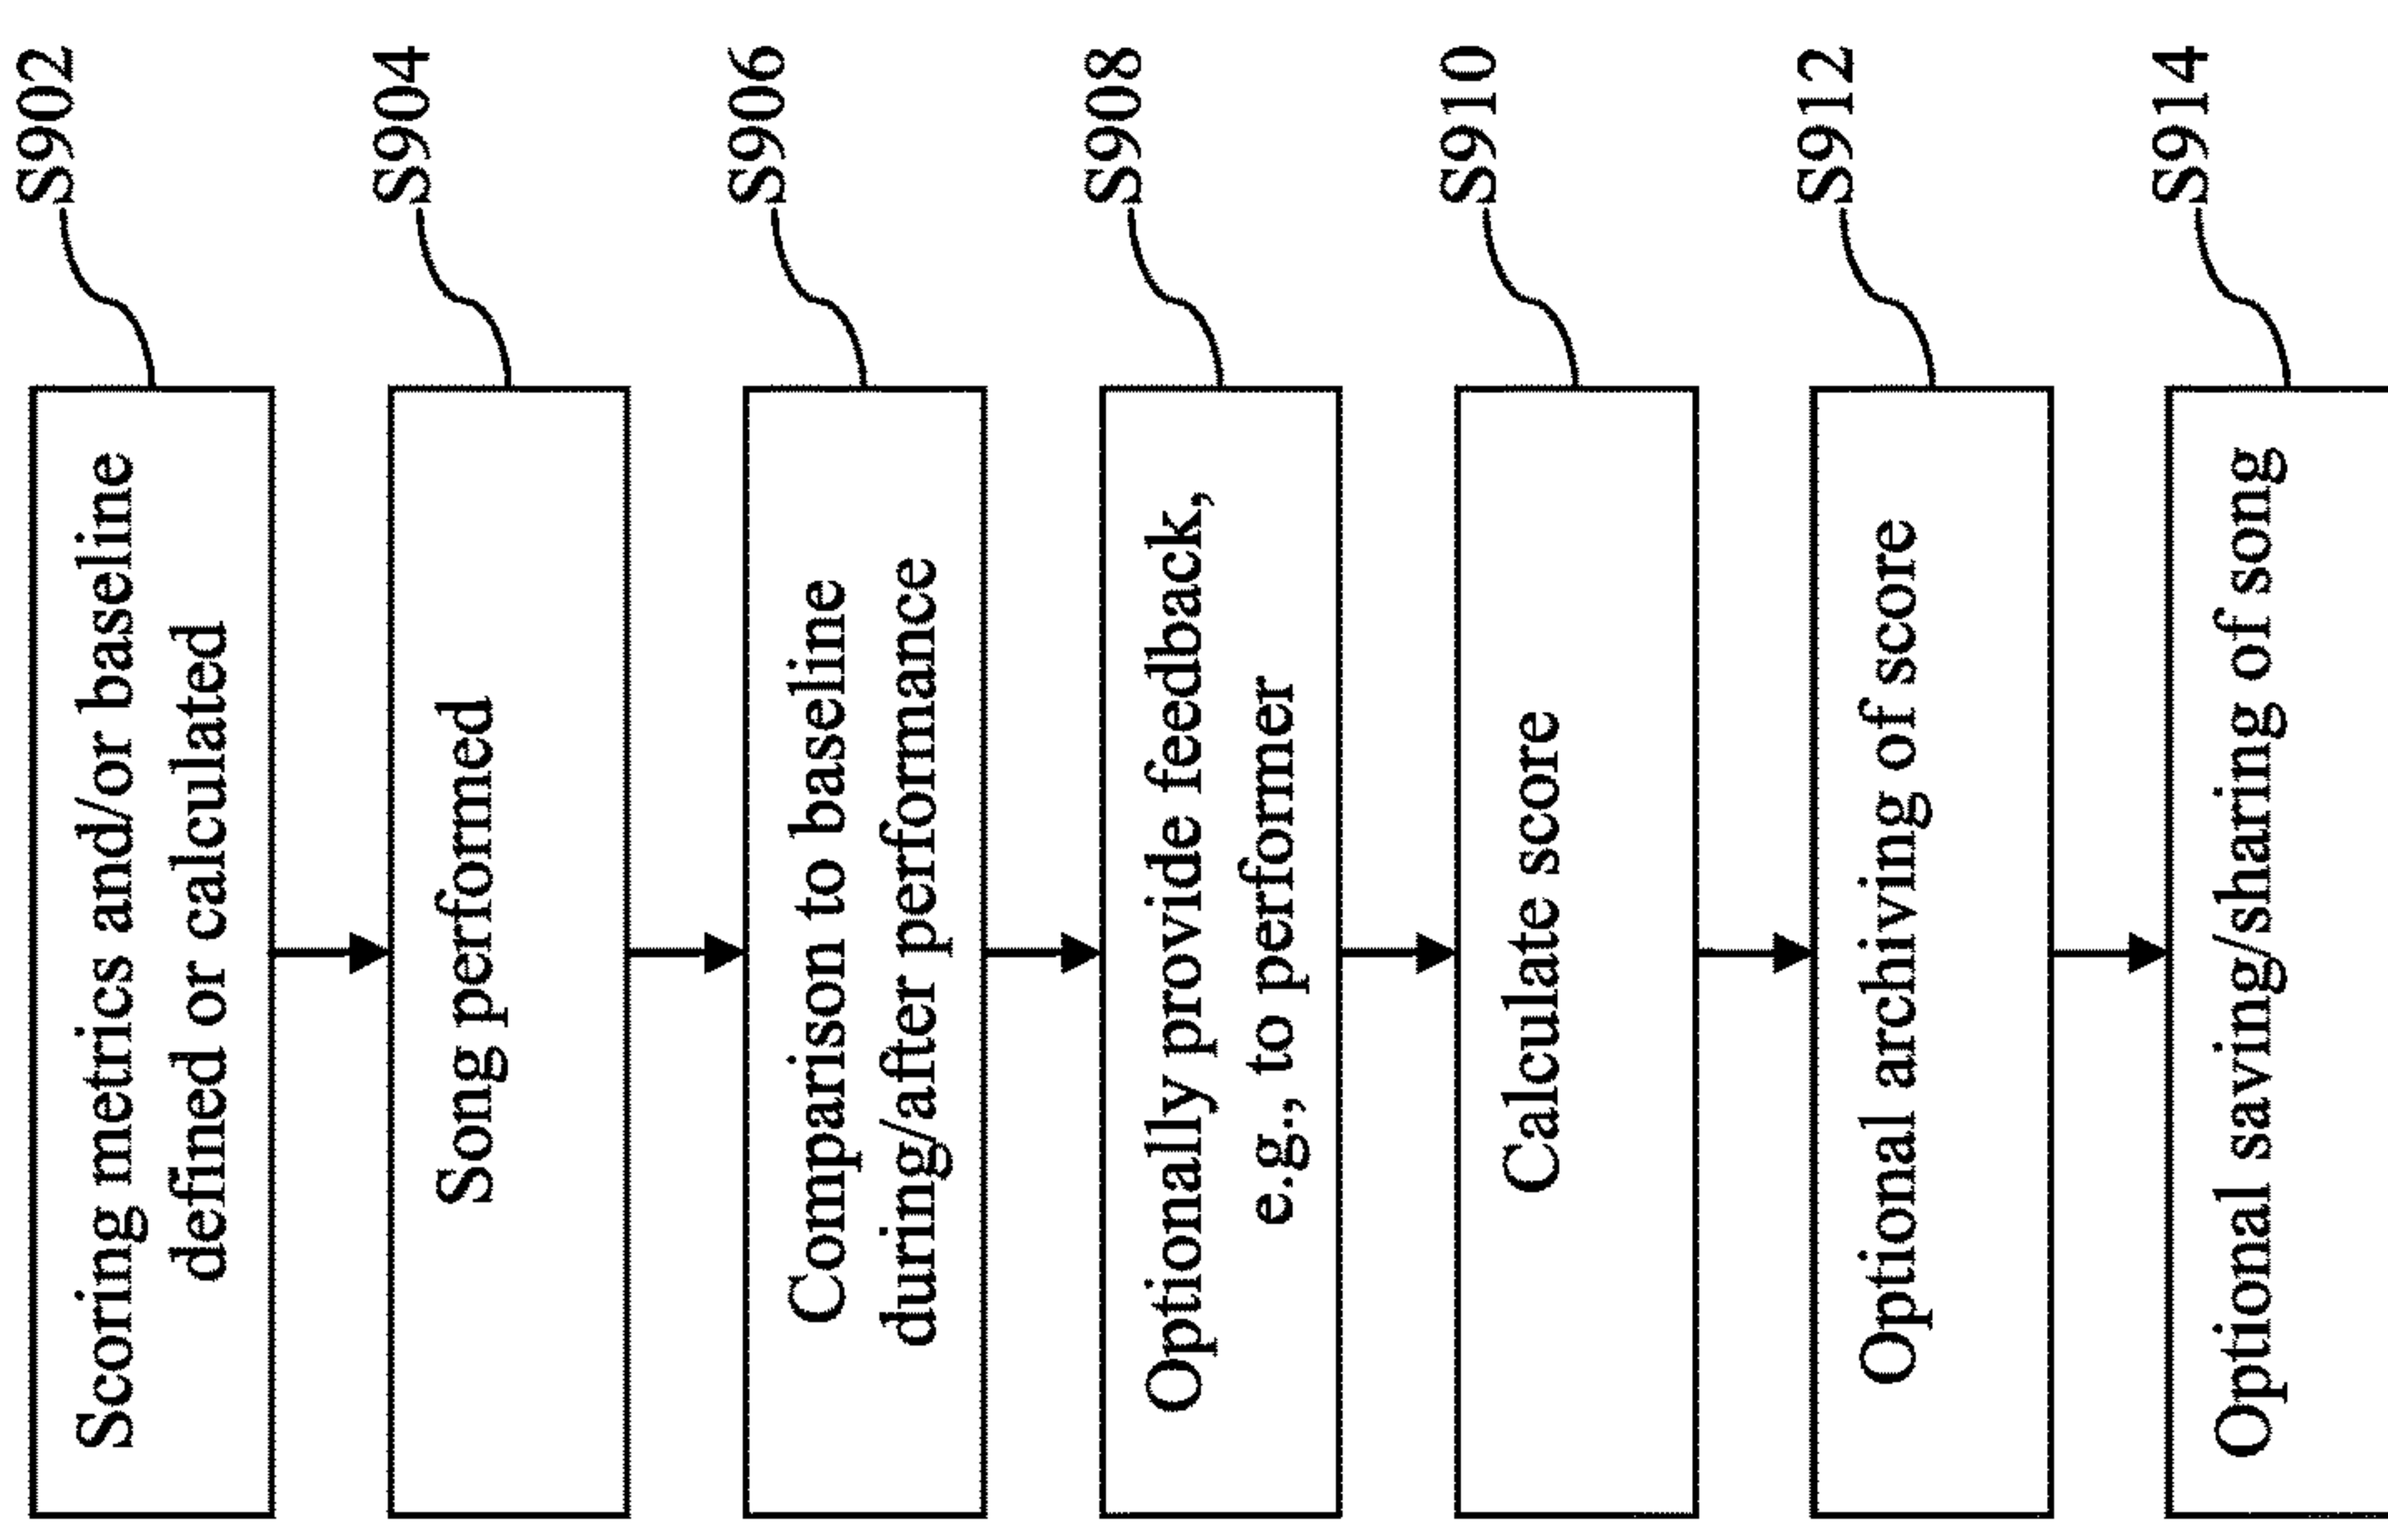 Scoring metrics and/or baseline
defined or calculated
S902
Song performed
S904
Comparison to baseline
during/after performance
S906
Optionally provide feedback,
e.g., to performer
S908
Calculate score
S910
Optional archiving of score
S912
Optional saving/sharing of song
S914